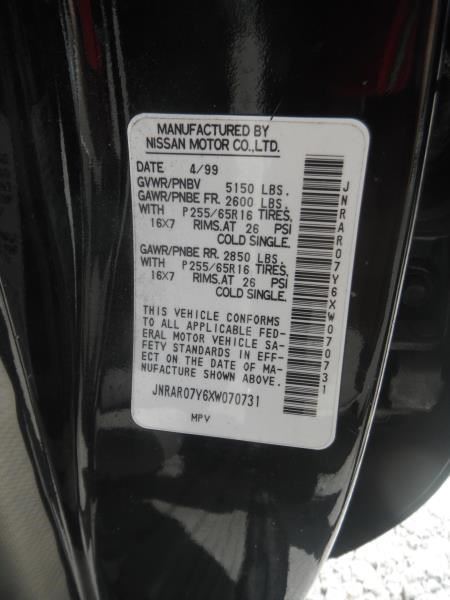 MANUFACTURED BY
NISSAN MOTOR CO.,LTD.
DATE 4/99
GVWR/PNBV 5150 LBS.
GAWR/PNBE FR. 2600 LBS.
WITH P255/65R16 TIRES,
16X7 RIMS.AT 26 PSI
COLD SINGLE.
GAWR/PNBE RR. 2850 LBS.
WITH P255/65R16 TIRES,
16X7 RIMS.AT 26 PSI
COLD SINGLE.
THIS VEHICLE CONFORMS
TO ALL APPLICABLE FED-
ERAL MOTOR VEHICLE SA-
FETY STANDARDS IN EFF-
ECT ON THE DATE OF MA-
NUFACTURE SHOWN ABOVE.
JNRAR07Y6XW070731
MPV
JNRAR07Y6XW070731